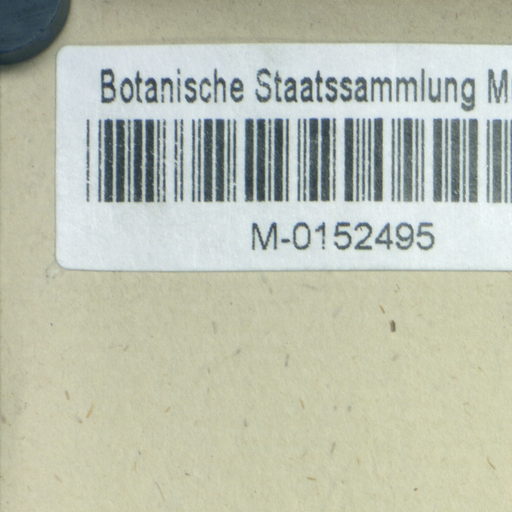 Botanische Staatssammlung
M-0152495